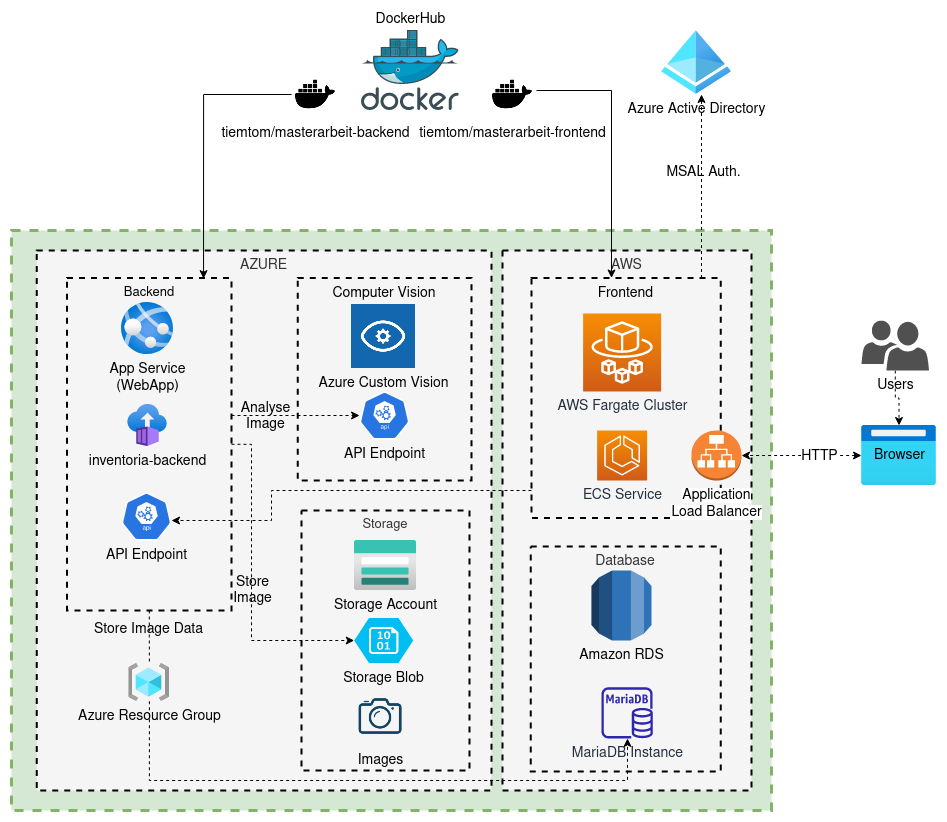 DockerHub
docker
tiemtom/masterarbeit-backend
tiemtom/masterarbeit-frontend
Azure Active Directory
MSAL Auth.
AZURE
AWS
Backend
App Service
(WebApp)
inventoria-backend
api
API Endpoint
Computer Vision
Azure Custom Vision
Analyse
Image
api
API Endpoint
Store
Image
Storage
Storage Account
10
01
Storage Blob
Images
Store Image Data
Azure Resource Group
Frontend
AWS Fargate Cluster
ECS Service
Application
Load Balancer
HTTP
Users
Browser
Database
Amazon RDS
MariaDB
MariaDB Instance